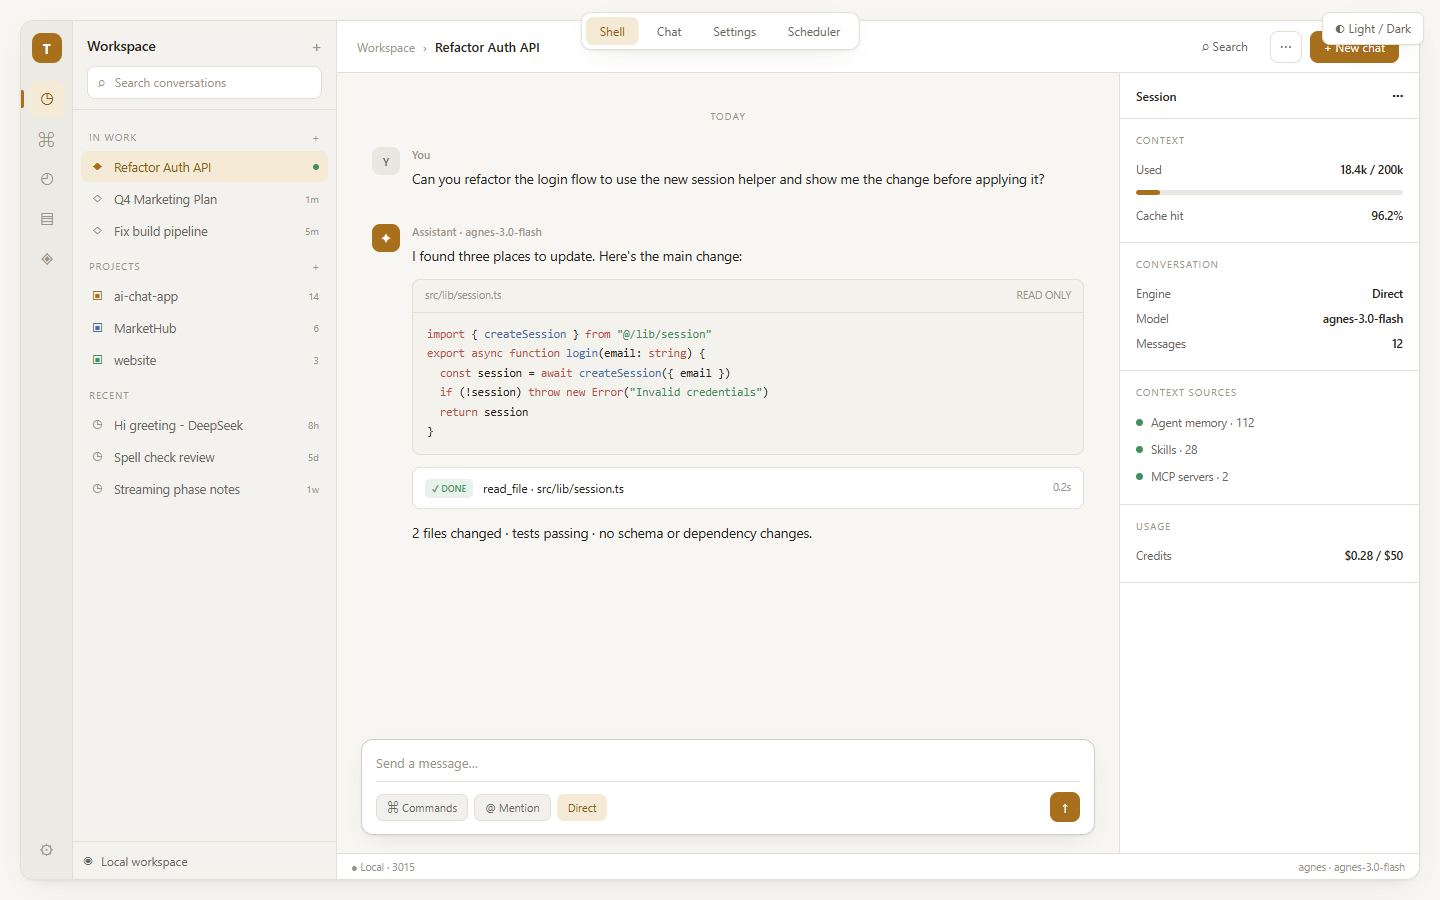 Shell
Chat
Settings
Scheduler
Light / Dark
T
Workspace
+
Search conversations
IN WORK
+
Refactor Auth API
Q4 Marketing Plan
1m
Fix build pipeline
5m
PROJECTS
+
ai-chat-app
14
MarketHub
6
website
3
RECENT
Hi greeting - DeepSeek
8h
Spell check review
5d
Streaming phase notes
1w
Local workspace
Workspace › Refactor Auth API
Search
...
+ New chat
TODAY
Y
You
Can you refactor the login flow to use the new session helper and show me the change before applying it?
Assistant · agnes-3.0-flash
I found three places to update. Here's the main change:
src/lib/session.ts
READ ONLY
import { createSession } from "@/lib/session"
export async function login(email: string) {
const session = await createSession({ email })
if (!session) throw new Error("Invalid credentials")
return session
}
✓ DONE
read_file · src/lib/session.ts
0.2s
2 files changed · tests passing · no schema or dependency changes.
Send a message...
⌘ Commands
@ Mention
Direct
↑
Local · 3015
agnes · agnes-3.0-flash
Session
...
CONTEXT
Used
18.4k / 200k
Cache hit
96.2%
CONVERSATION
Engine
Direct
Model
agnes-3.0-flash
Messages
12
CONTEXT SOURCES
Agent memory · 112
Skills · 28
MCP servers · 2
USAGE
Credits
$0.28 / $50